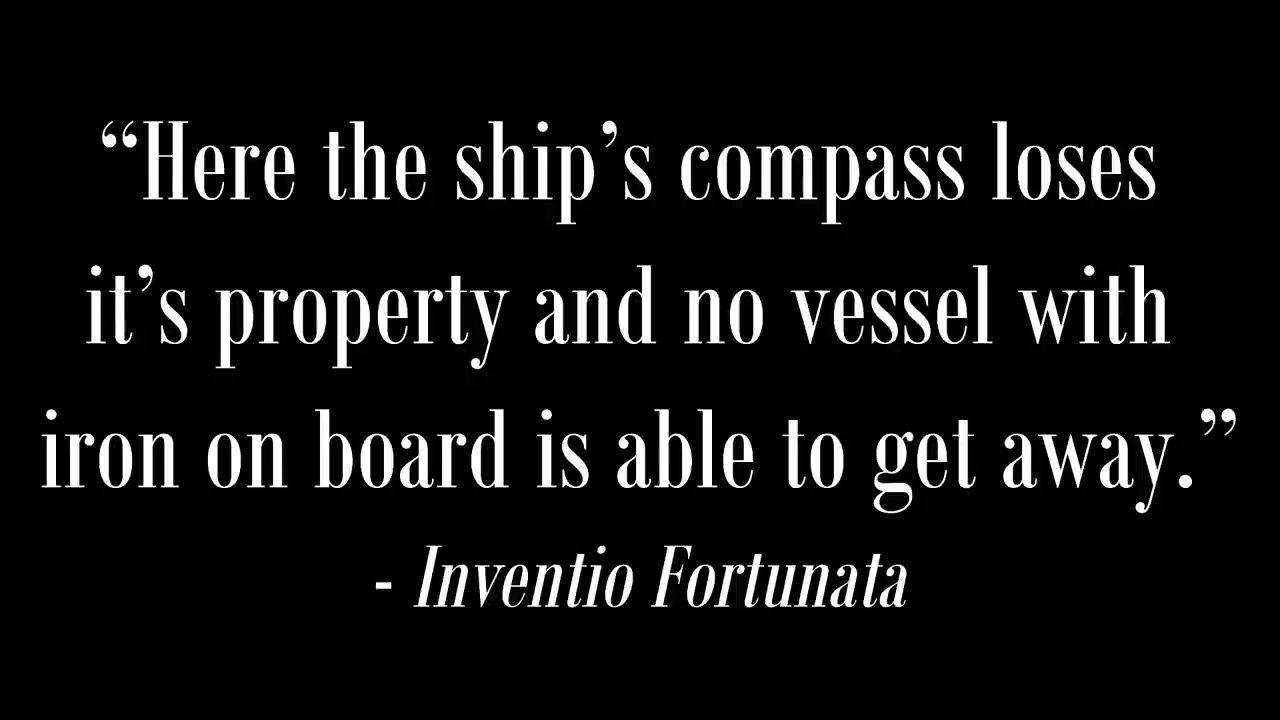 “Here the ship’s compass loses
it’s property and no vessel with
iron on board is able to get away.”
- Inventio Fortunata